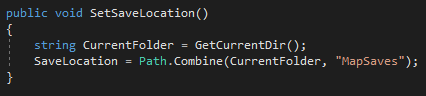 public void SetSaveLocation()
{
    string CurrentFolder = GetCurrentDir();
    SaveLocation = Path.Combine(CurrentFolder, "MapSaves");
}